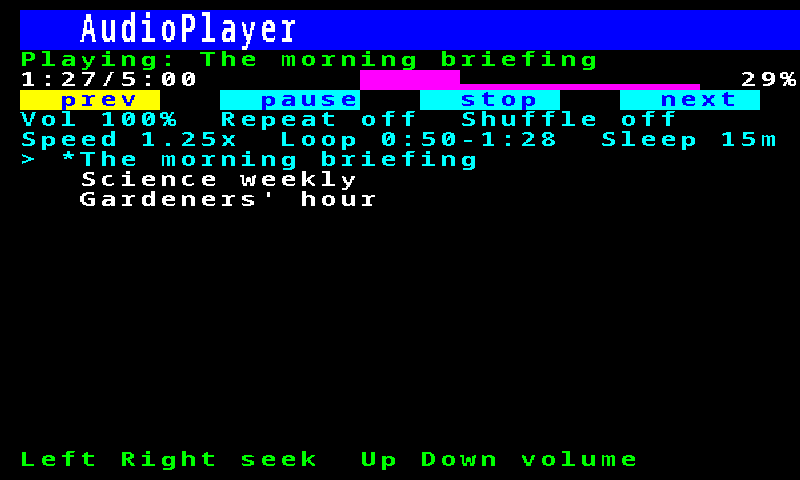 AudioPlayer
Playing: The morning briefing
1:27/5:00 29%
prev pause stop next
Vol 100% Repeat off Shuffle off
Speed 1.25x Loop 0:50-1:28 Sleep 15m
> *The morning briefing
Science weekly
Gardeners' hour
Left Right seek Up Down volume